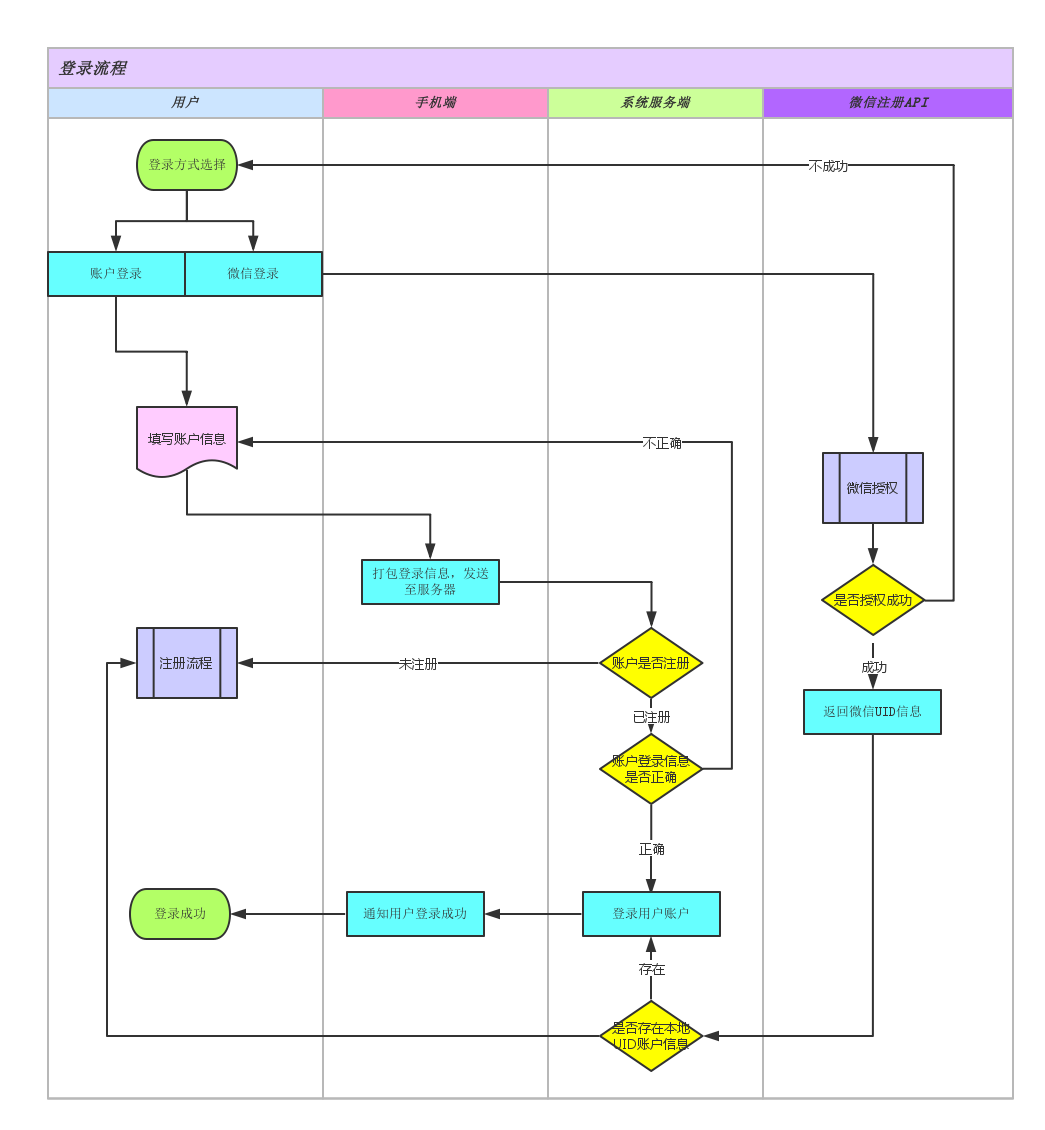 登录流程
用户
手机端
系统服务端
微信注册API
登录方式选择
不成功
账户登录
微信登录
填写账户信息
不正确
微信授权
打包登录信息，发送
至服务器
是否授权成功
注册流程
未注册
账户是否注册
成功
已注册
返回微信UID信息
账户登录信息
是否正确
正确
登录成功
通知用户登录成功
登录用户账户
存在
是否存在本地
UID账户信息